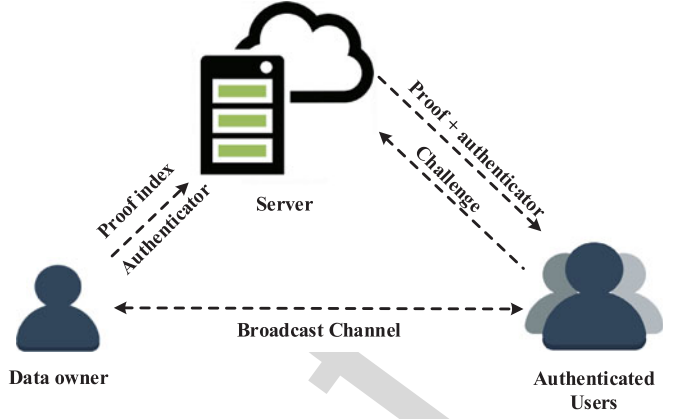 Proof + authenticator
Challenge
Proof index
Authenticator
Server
Broadcast Channel
Data owner
Authenticated
Users